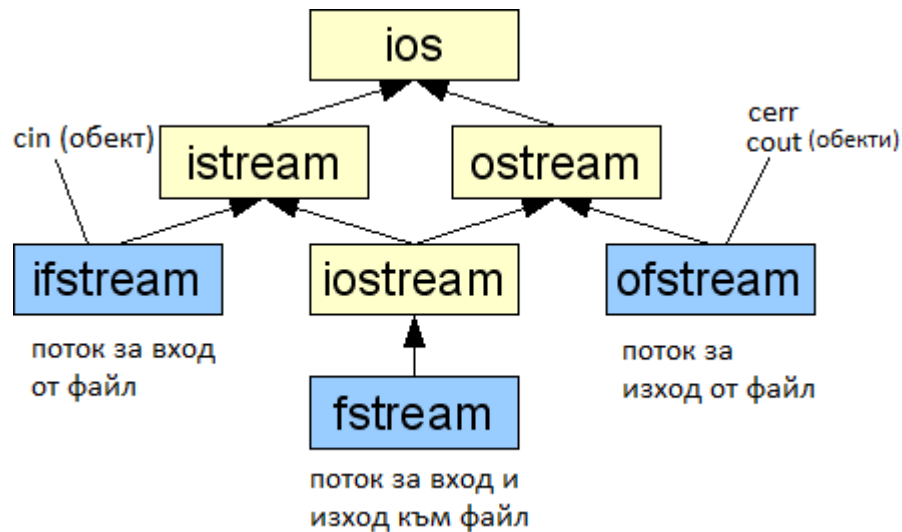 ios
cin (обект)
istream
ostream
cerr
cout (обекти)
ifstream
iostream
ofstream
поток за вход
от файл
поток за
изход от файл
fstream
поток за вход и
изход към файл